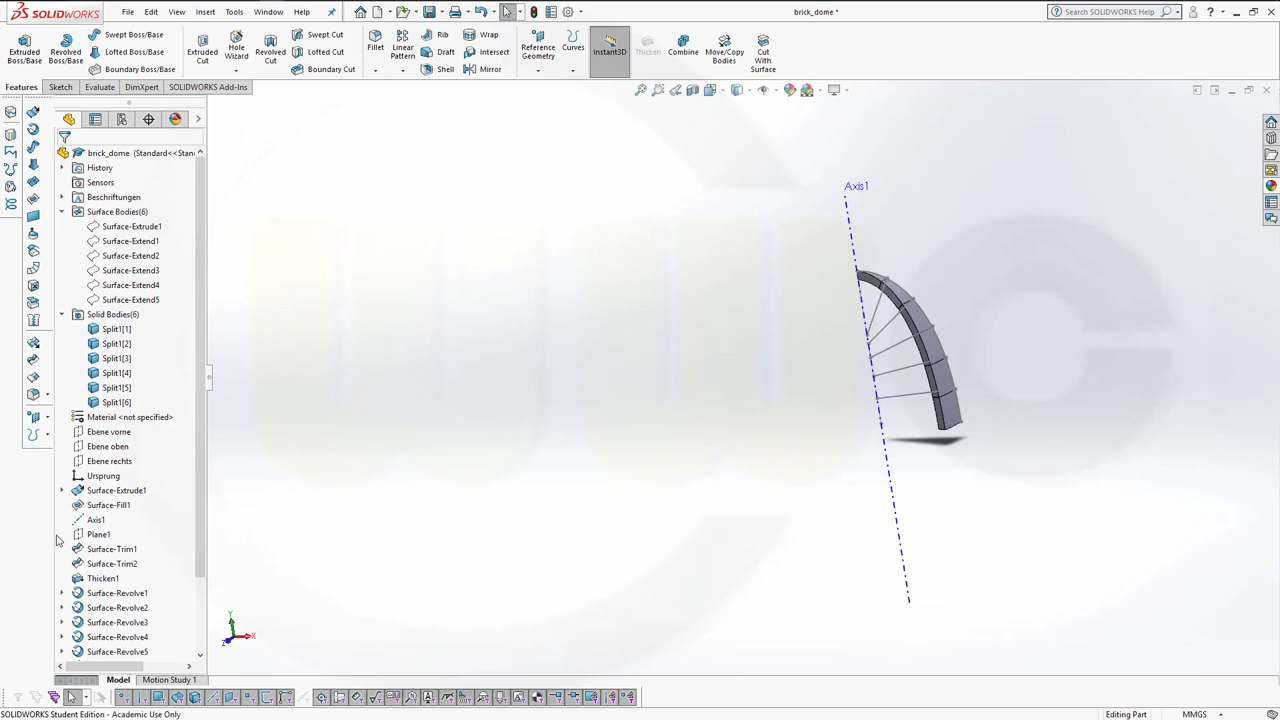 SOLIDWORKS File Edit View Insert Tools Window Help brick_dome * Search SOLIDWORKS Help
Extruded Boss/Base
Revolved Boss/Base
Swept Boss/Base
Lofted Boss/Base
Boundary Boss/Base
Extruded Cut
Hole Wizard
Revolved Cut
Swept Cut
Lofted Cut
Boundary Cut
Fillet
Linear Pattern
Rib
Draft
Shell
Wrap
Intersect
Mirror
Reference Geometry
Curves
Instant3D
Thicken
Combine
Move/Copy Bodies
Cut With Surface
Features Sketch Evaluate DimXpert SOLIDWORKS Add-Ins
brick_dome (Standard<<Stan
History
Sensors
Beschriftungen
Surface Bodies(6)
Surface-Extrude1
Surface-Extend1
Surface-Extend2
Surface-Extend3
Surface-Extend4
Surface-Extend5
Solid Bodies(6)
Split1[1]
Split1[2]
Split1[3]
Split1[4]
Split1[5]
Split1[6]
Material <not specified>
Ebene vorne
Ebene oben
Ebene rechts
Ursprung
Surface-Extrude1
Surface-Fill1
Axis1
Plane1
Surface-Trim1
Surface-Trim2
Thicken1
Surface-Revolve1
Surface-Revolve2
Surface-Revolve3
Surface-Revolve4
Surface-Revolve5
Axis1
Y
X
Z
Model Motion Study 1
SOLIDWORKS Student Edition - Academic Use Only Editing Part MMGS